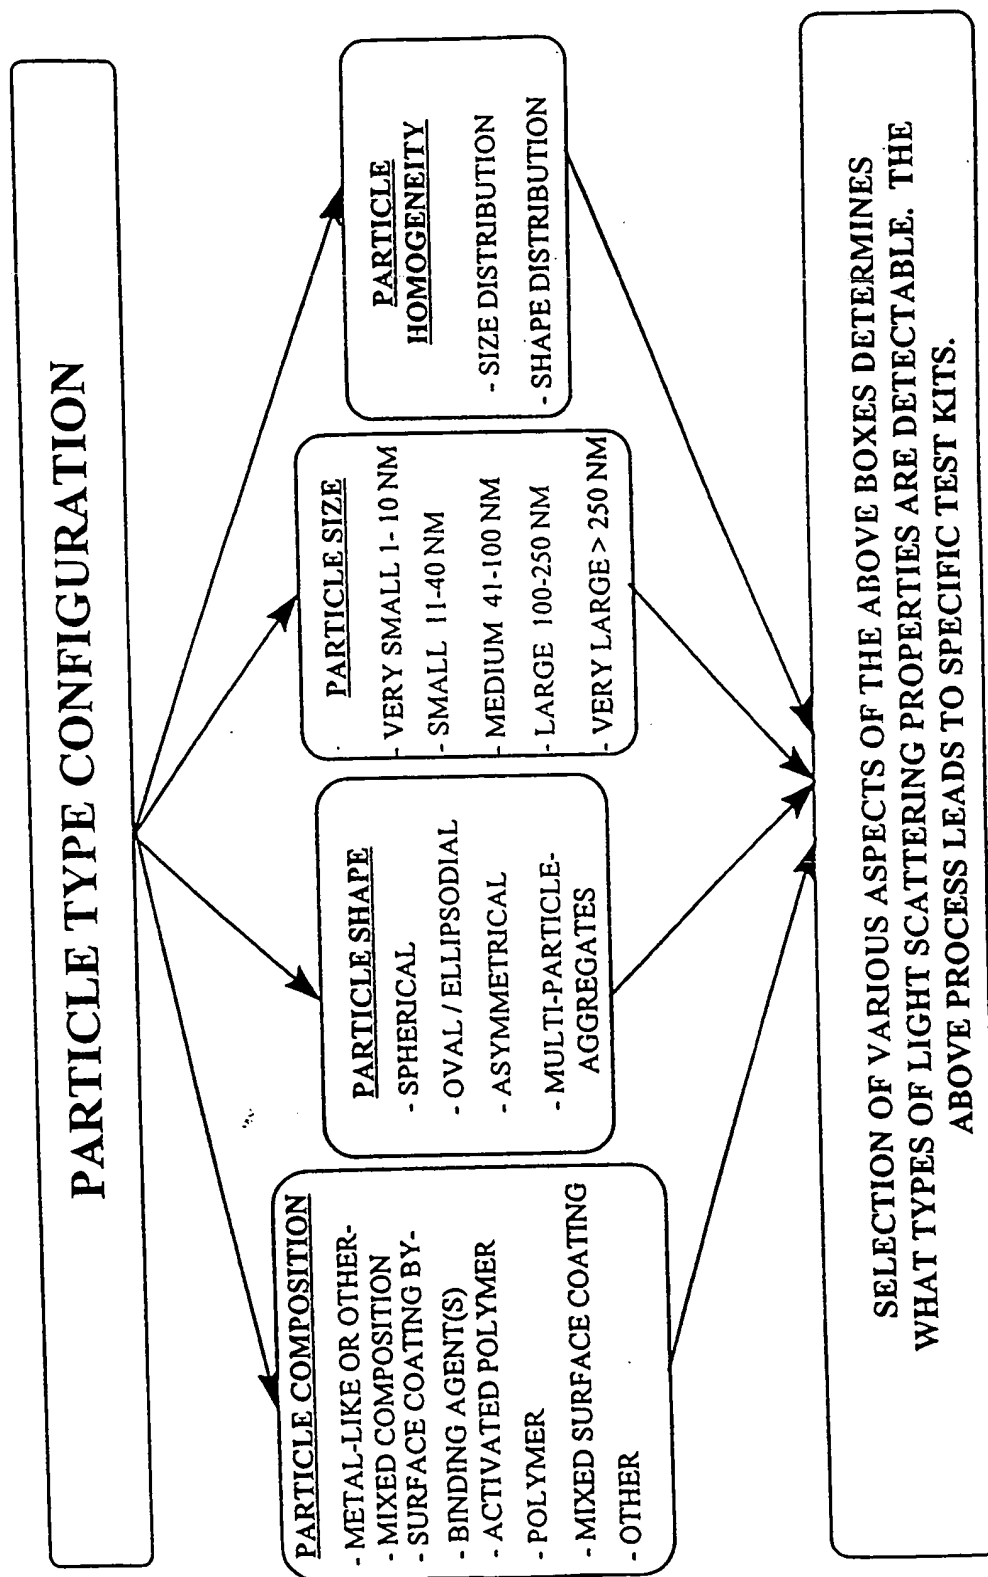 PARTICLE TYPE CONFIGURATION
PARTICLE COMPOSITION
- METAL-LIKE OR OTHER-
- MIXED COMPOSITION
- SURFACE COATING BY-
- BINDING AGENT(S)
- ACTIVATED POLYMER
- POLYMER
- MIXED SURFACE COATING
- OTHER
PARTICLE SHAPE
- SPHERICAL
- OVAL / ELLIPSODIAL
- ASYMMETRICAL
- MULTI-PARTICLE-
AGGREGATES
PARTICLE SIZE
- VERY SMALL 1- 10 NM
- SMALL 11-40 NM
- MEDIUM 41-100 NM
- LARGE 100-250 NM
- VERY LARGE > 250 NM
PARTICLE
HOMOGENEITY
- SIZE DISTRIBUTION
- SHAPE DISTRIBUTION
SELECTION OF VARIOUS ASPECTS OF THE ABOVE BOXES DETERMINES
WHAT TYPES OF LIGHT SCATTERING PROPERTIES ARE DETECTABLE. THE
ABOVE PROCESS LEADS TO SPECIFIC TEST KITS.